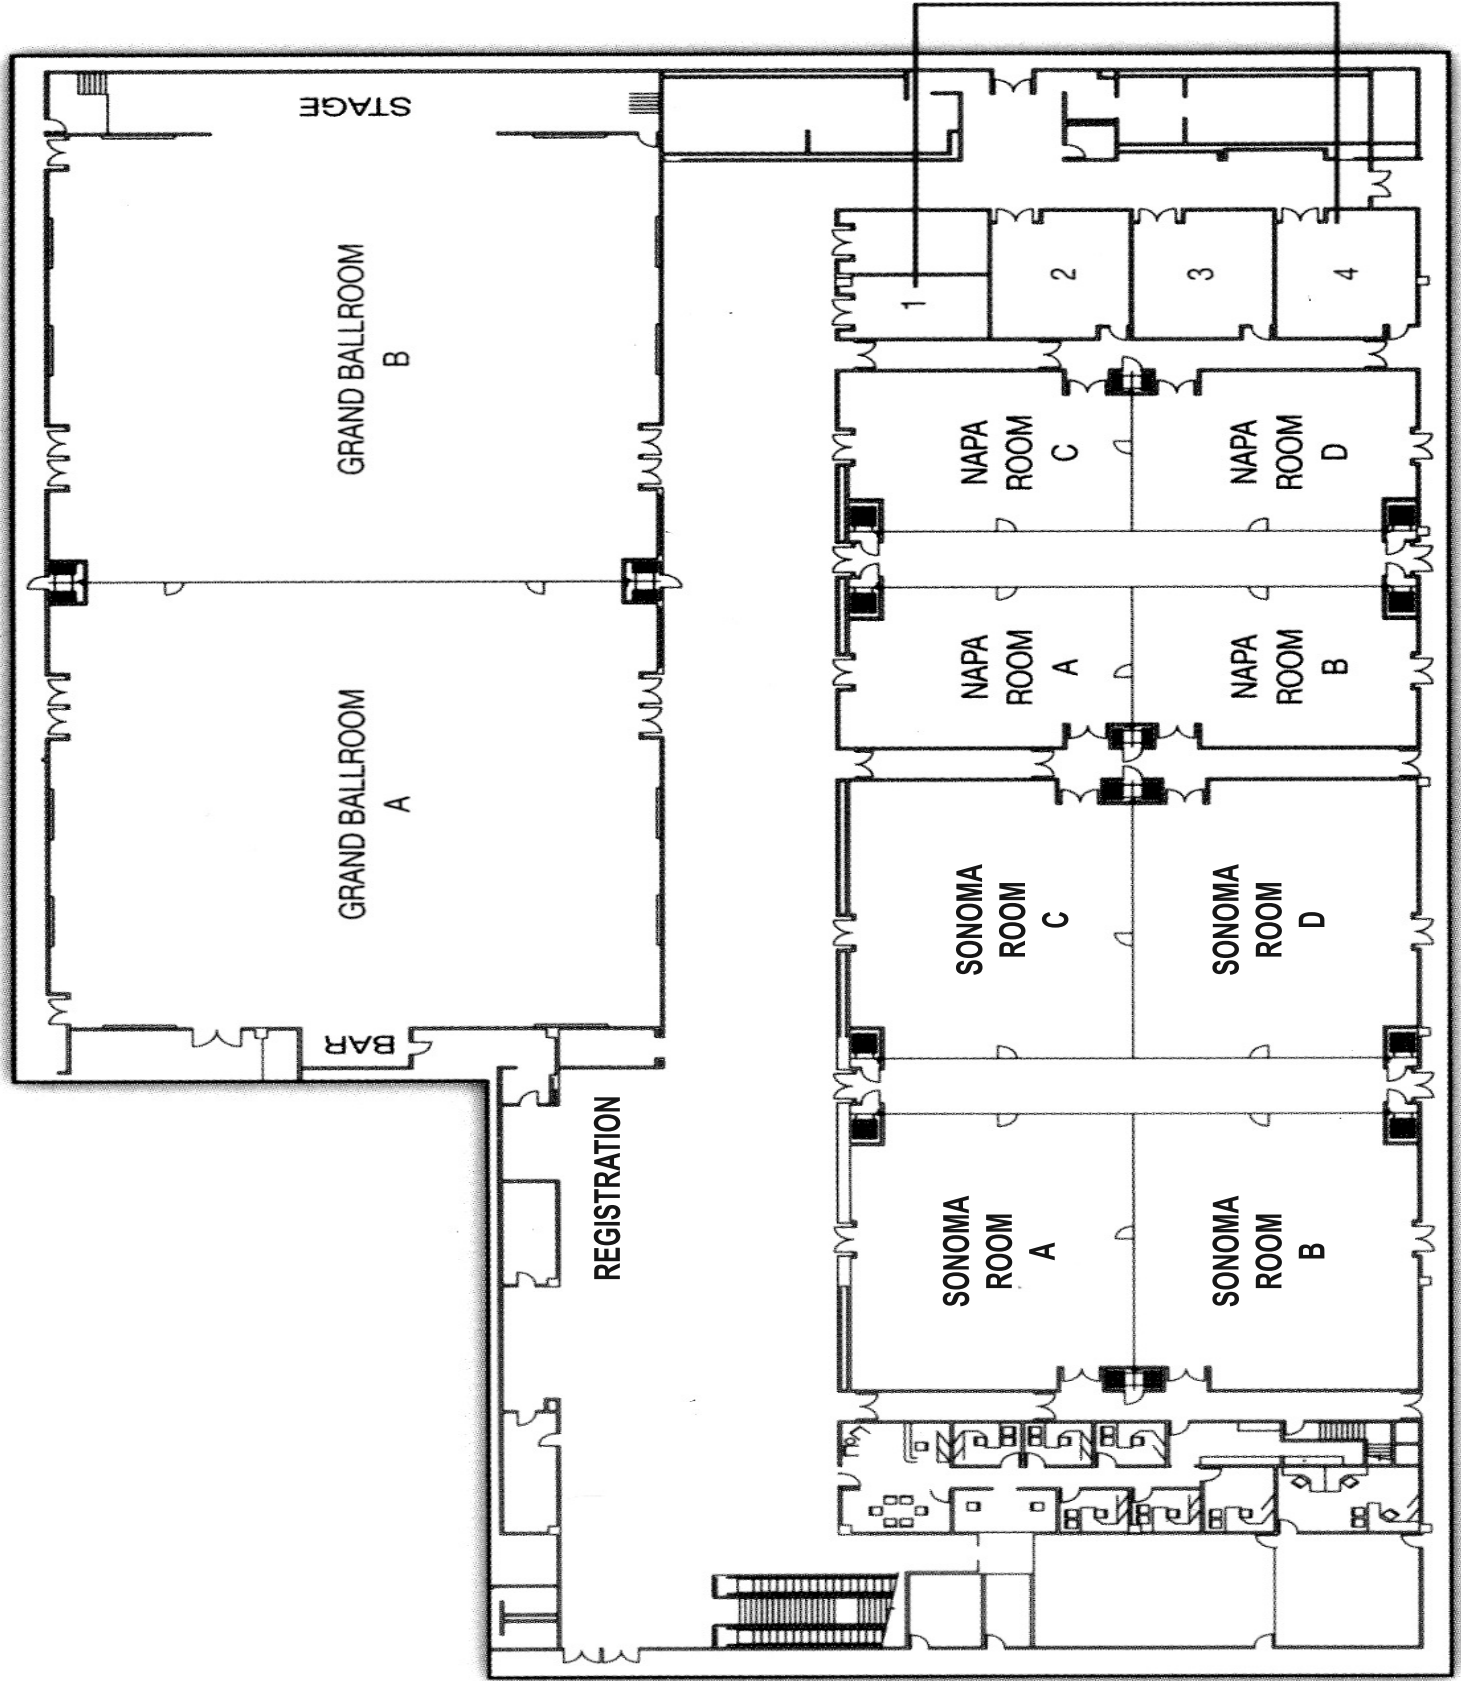 STAGE
GRAND BALLROOM
B
GRAND BALLROOM
A
BAR
REGISTRATION
1
2
3
4
NAPA
ROOM
C
NAPA
ROOM
D
NAPA
ROOM
A
NAPA
ROOM
B
SONOMA
ROOM
C
SONOMA
ROOM
D
SONOMA
ROOM
A
SONOMA
ROOM
B